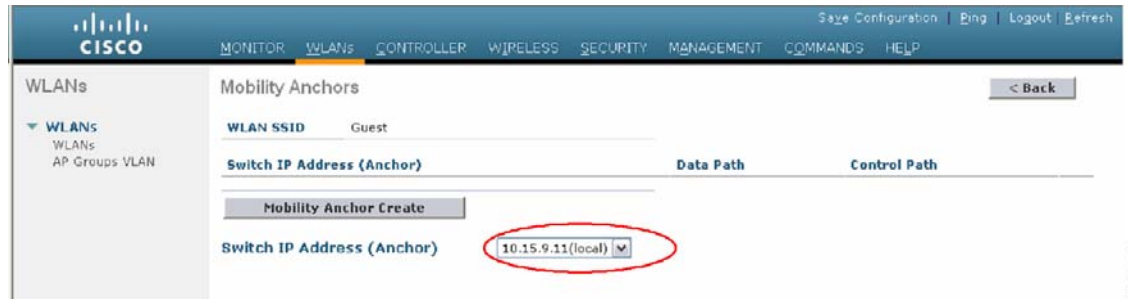 Save Configuration | Ping | Logout | Refresh
CISCO
MONITOR WLANs CONTROLLER WIRELESS SECURITY MANAGEMENT COMMANDS HELP
WLANs
Mobility Anchors
< Back
WLANs
WLANs
AP Groups VLAN
WLAN SSID Guest
Switch IP Address (Anchor) Data Path Control Path
Mobility Anchor Create
Switch IP Address (Anchor) 10.15.9.11(local)